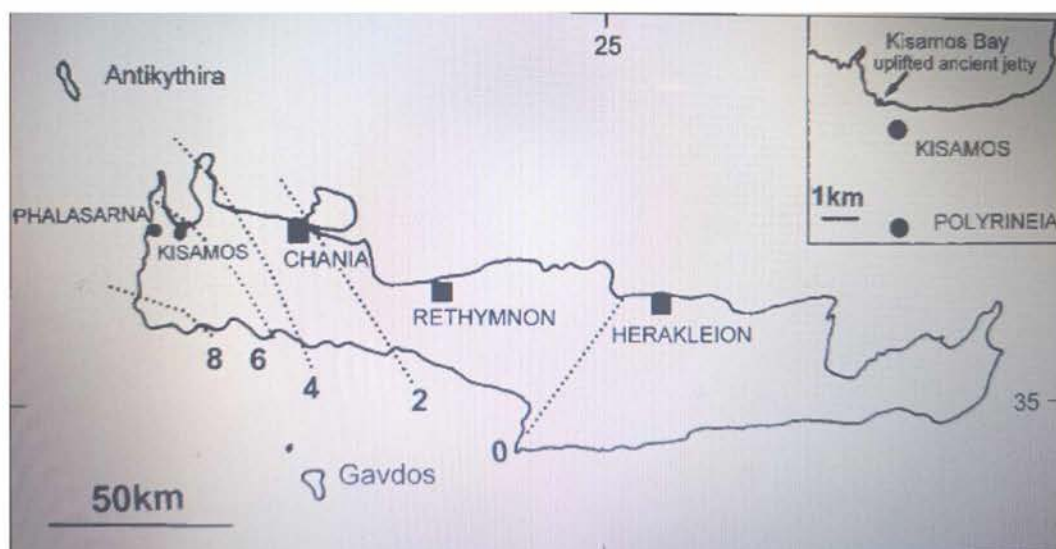 25
Antikythira
Kisamos Bay
uplifted ancient jetty
KISAMOS
1km
POLYRINEIA
PHALASARNA
KISAMOS
CHANIA
RETHYMNON
HERAKLEION
8
6
4
2
0
35
Gavdos
50km